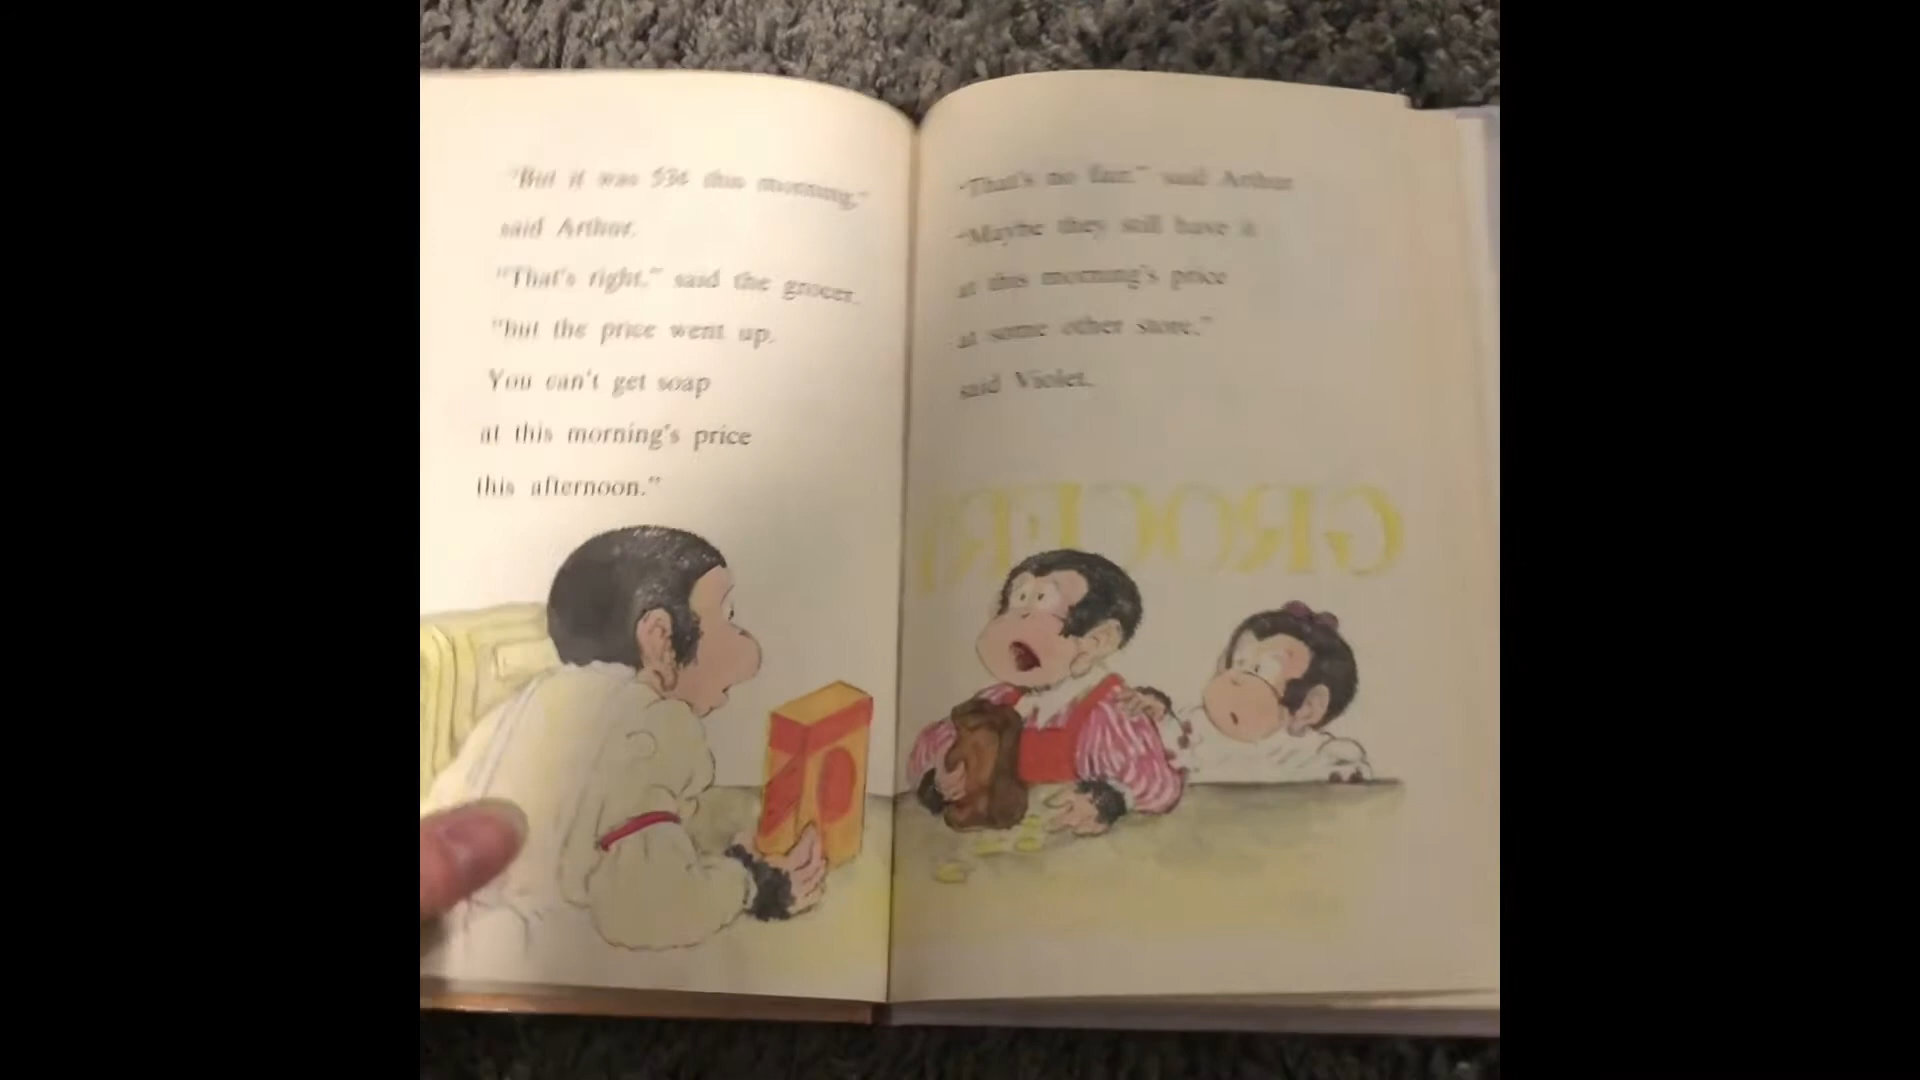 "But it was 53¢ this morning,"
said Arthur.
"That's right," said the grocer,
"but the price went up.
You can't get soap
at this morning's price
this afternoon."
"That's no fair," said Arthur.
"Maybe they still have it
at this morning's price
at some other store,"
said Violet.
GROCERY